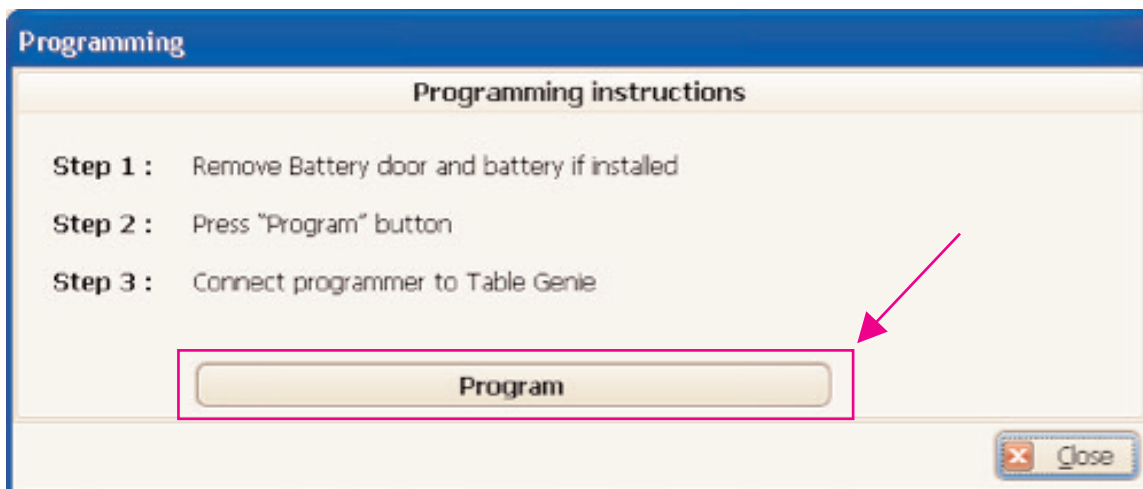 Programming
Programming instructions
Step 1 : Remove Battery door and battery if installed
Step 2 : Press "Program" button
Step 3 : Connect programmer to Table Genie
Program
Close